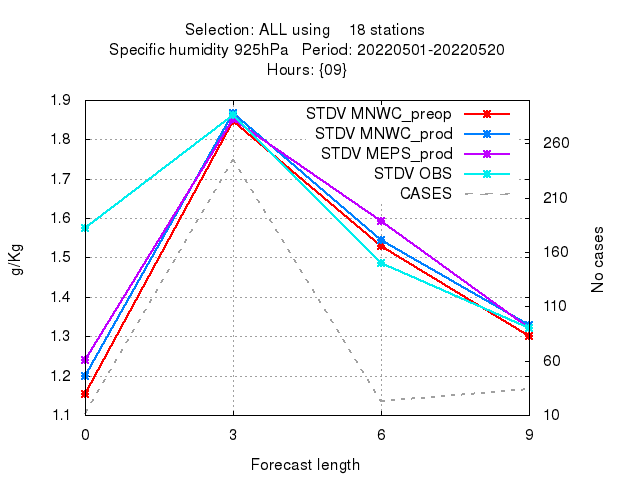 Selection: ALL using    18 stations
Specific humidity 925hPa   Period: 20220501-20220520
Hours: {09}
STDV MNWC_preop
STDV MNWC_prod
STDV MEPS_prod
STDV OBS
CASES
1.9
1.8
1.7
1.6
1.5
1.4
1.3
1.2
1.1
g/Kg
260
210
160
110
60
10
No cases
0 3 6 9
Forecast length